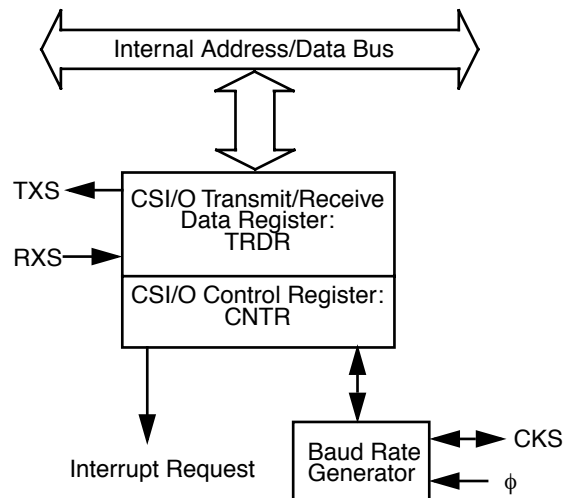 Internal Address/Data Bus
TXS
CSI/O Transmit/Receive
Data Register:
TRDR
RXS
CSI/O Control Register:
CNTR
Interrupt Request
Baud Rate
Generator
CKS
ϕ